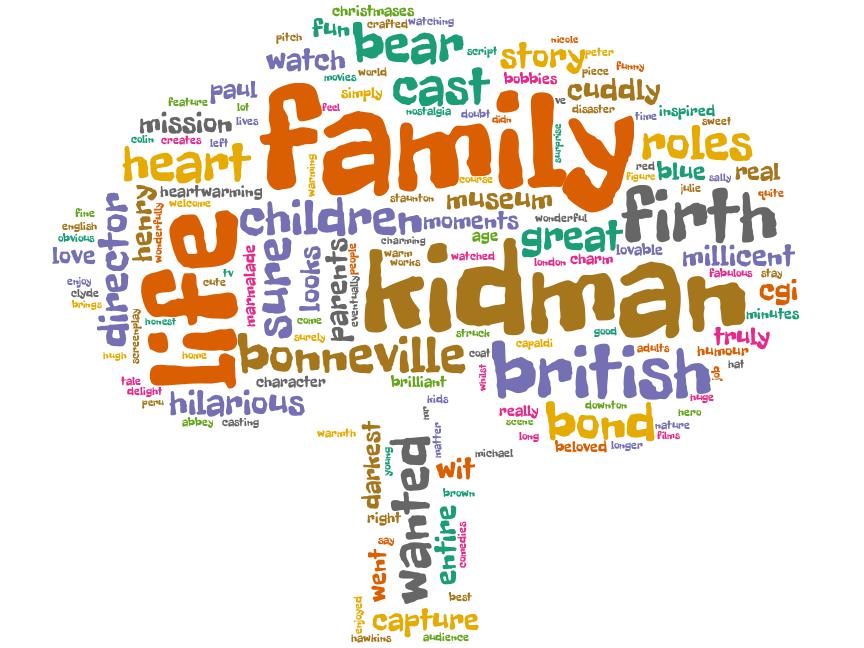 christmases
pitch
fun
crafted
watching
bear
script
nicole
watch
story
peter
funny
movies
world
cast
bobbies
piece
feature
paul
simply
cuddly
lot
feel
family
nostalgia
doubt
didn
ve
disaster
time
inspired
mission
lives
sweet
colin
creates
left
surprise
roles
heart
warming
course
red
blue
real
figure
sally
julie
quite
heartwarming
staunton
museum
henry
welcome
wonderfully
director
life
children
moments
wonderful
firth
fine
english
obvious
love
charming
age
great
lovable
millicent
sure
looks
parents
people
eventually
marmalade
warm
works
watched
london
charm
fabulous
stay
tv
cute
enjoy
clyde
brings
kidman
cgi
minutes
honest
screenplay
come
surely
struck
good
capaldi
truly
hugh
home
bonneville
coat
british
adults
humour
hat
job
tale
delight
peru
character
brilliant
whilst
huge
hilarious
kids
mr
really
scene
downton
hero
abbey
casting
bond
nature
films
long
beloved
longer
warmth
darkest
young
wanted
matter
michael
wit
brown
right
entire
comedies
say
went
best
enjoyed
capture
hawkins
audience